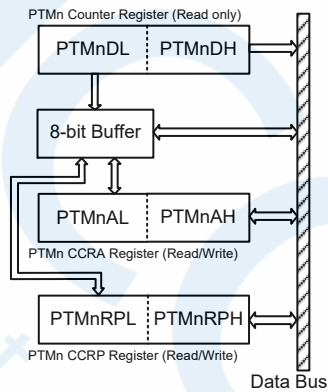 PTMn Counter Register (Read only)
PTMnDL PTMnDH
8-bit Buffer
PTMnAL PTMnAH
PTMn CCRA Register (Read/Write)
PTMnRPL PTMnRPH
PTMn CCRP Register (Read/Write)
Data Bus